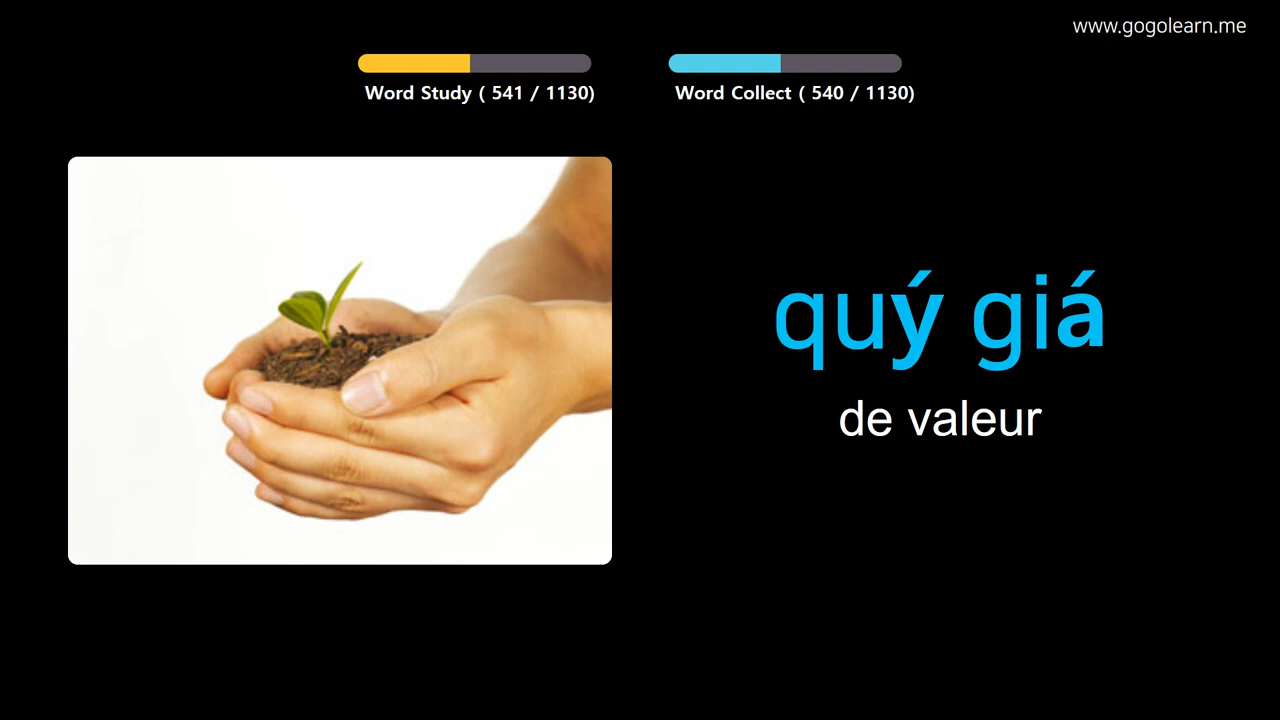 www.gogolearn.me
Word Study ( 541 / 1130)
Word Collect ( 540 / 1130)
quý giá
de valeur